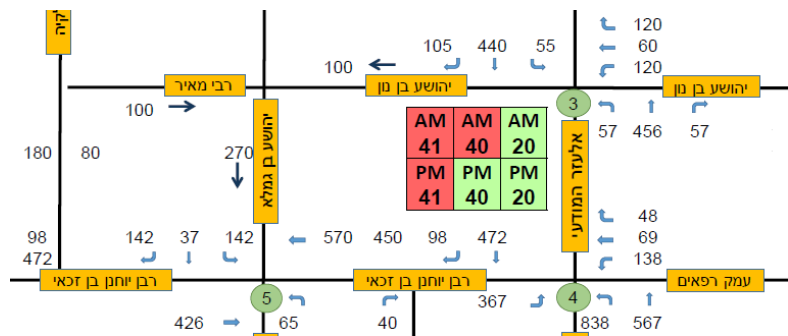 קיה
105 440 55
120
60
120
100
רבי מאיר
יהושע בן נון
יהושע בן נון
3
100
57 456 57
AM 41 AM 40 AM 20
PM 41 PM 40 PM 20
יהושע בן גמלא
אלעזר המודעי
180 80
270
48
69
138
98
472
142 37 142
570 450 98 472
רבן יוחנן בן זכאי
5
רבן יוחנן בן זכאי
4
עמק רפאים
367
426 65
40
838 567